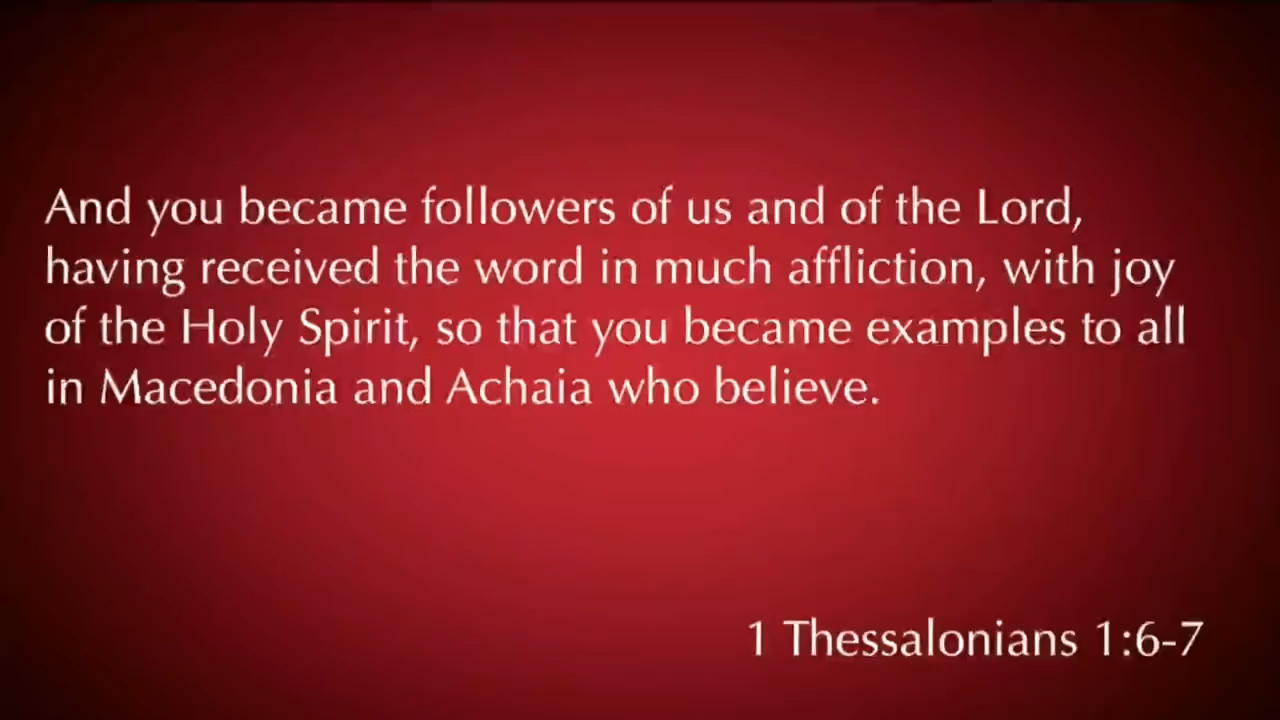 And you became followers of us and of the Lord,
having received the word in much affliction, with joy
of the Holy Spirit, so that you became examples to all
in Macedonia and Achaia who believe.
1 Thessalonians 1:6-7